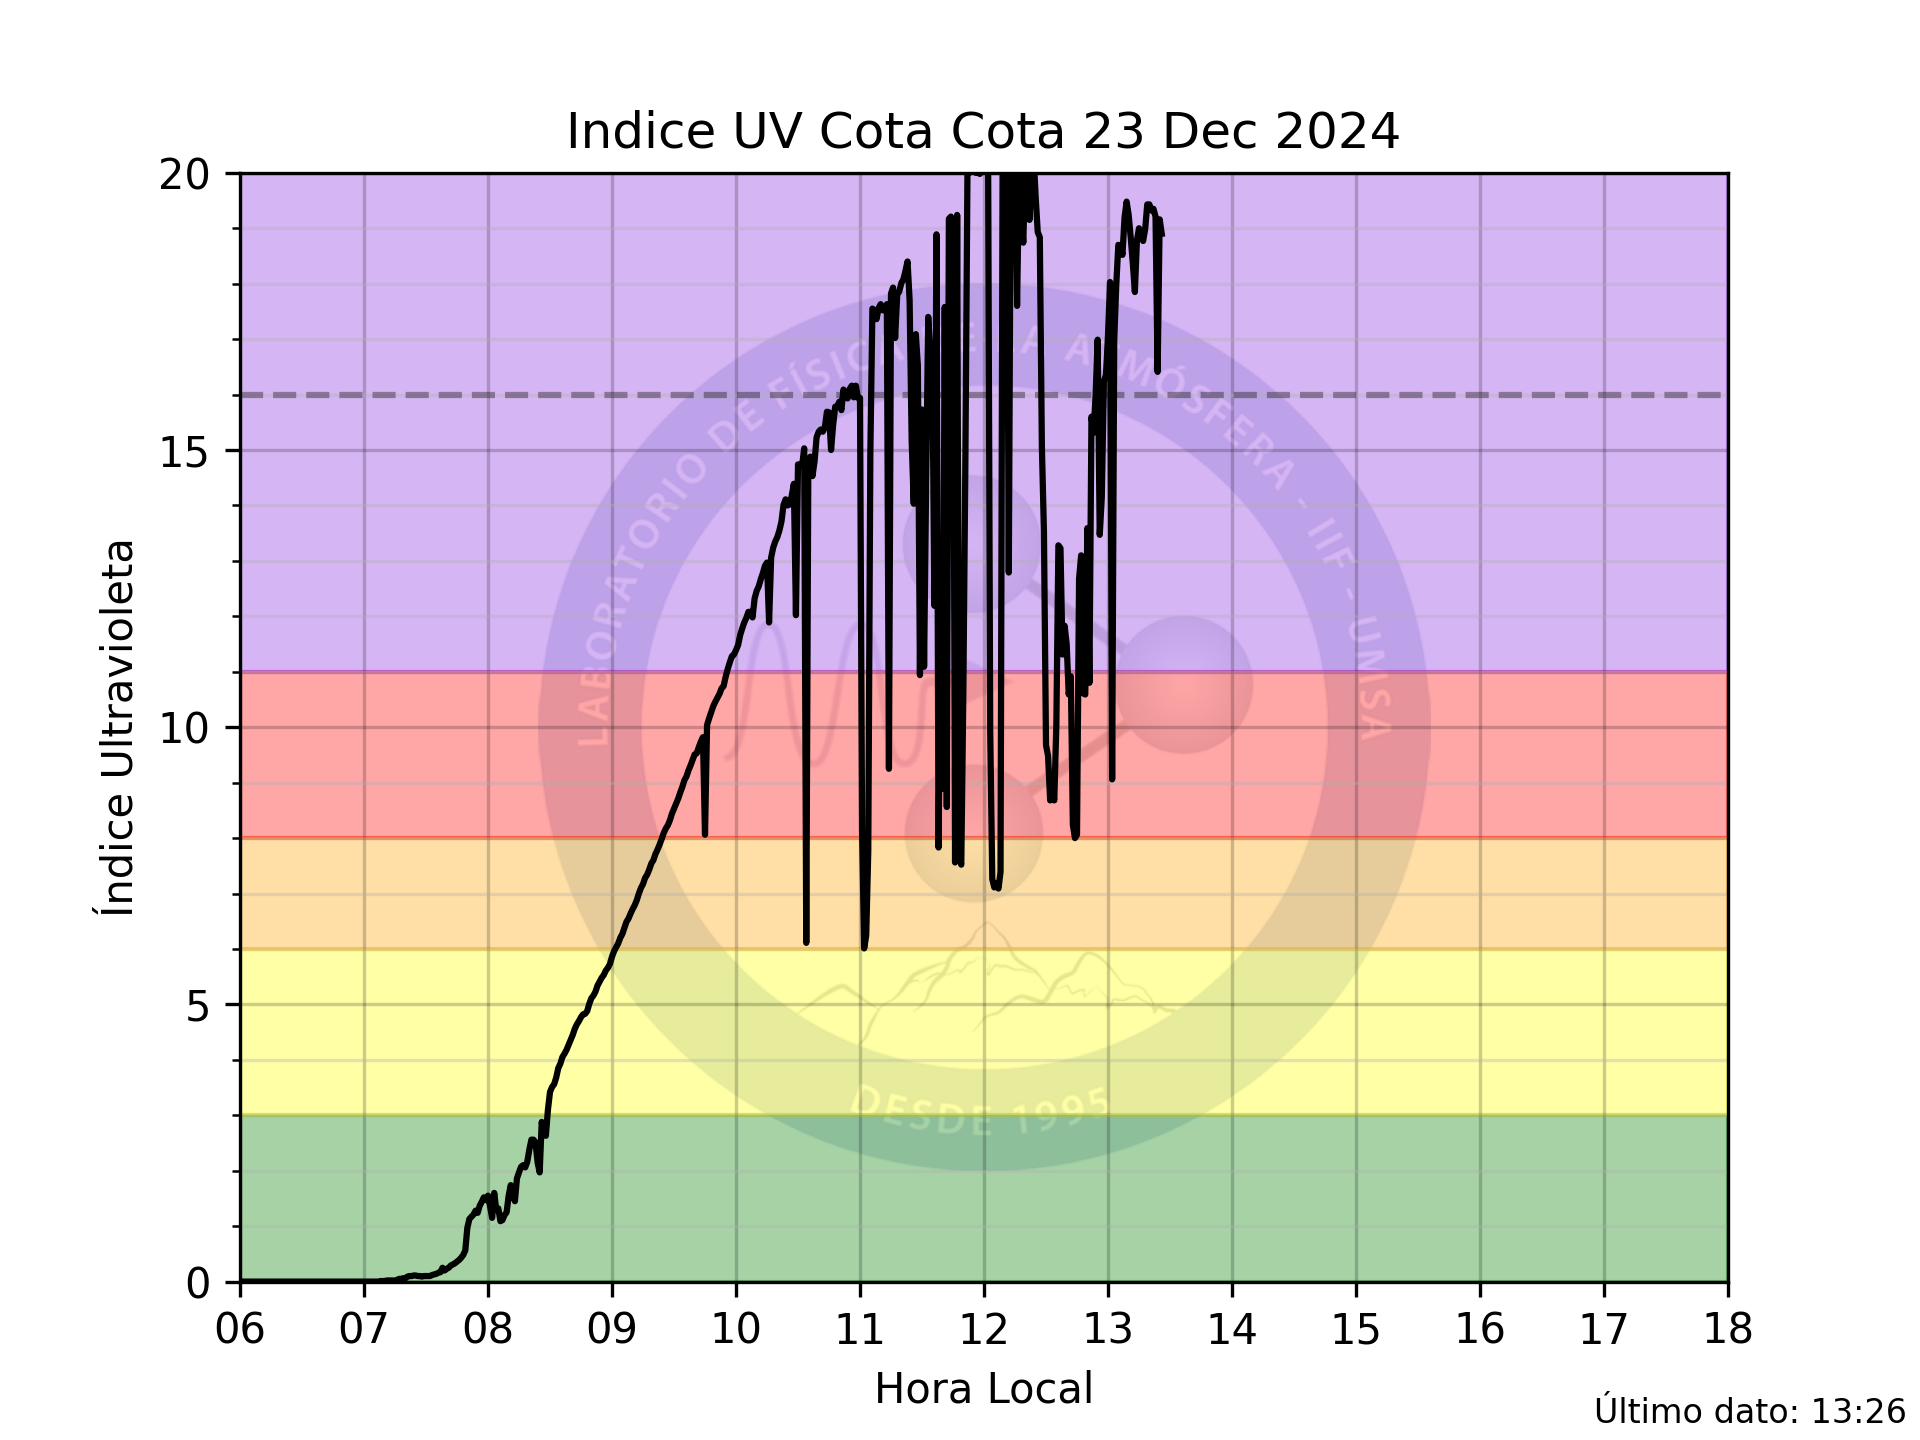 Indice UV Cota Cota 23 Dec 2024
20
15
10
5
0
Índice Ultravioleta
LABORATORIO DE FÍSICA DE LA ATMÓSFERA - IIF - UMSA
DESDE 1995
06 07 08 09 10 11 12 13 14 15 16 17 18
Hora Local
Último dato: 13:26